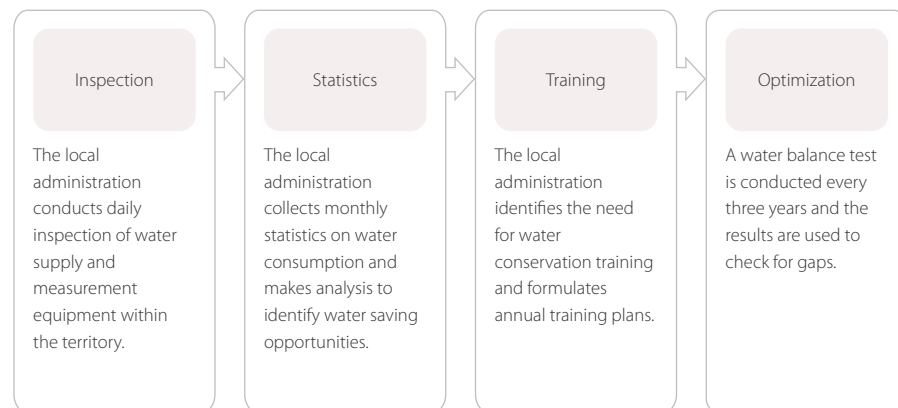 Inspection
The local
administration
conducts daily
inspection of water
supply and
measurement
equipment within
the territory.
Statistics
The local
administration
collects monthly
statistics on water
consumption and
makes analysis to
identify water saving
opportunities.
Training
The local
administration
identifies the need
for water
conservation training
and formulates
annual training plans.
Optimization
A water balance test
is conducted every
three years and the
results are used to
check for gaps.